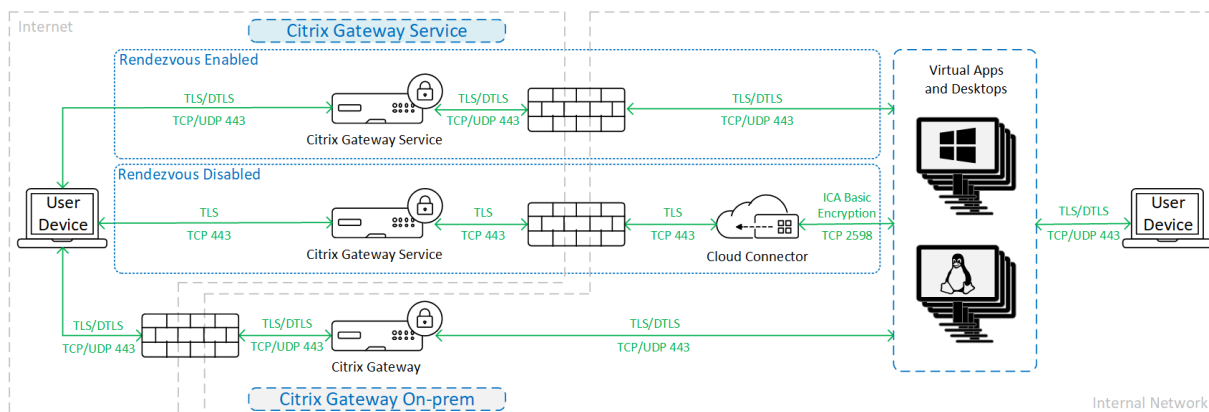 Internet
Citrix Gateway Service
Rendezvous Enabled
TLS/DTLS
TCP/UDP 443
Citrix Gateway Service
TLS/DTLS
TCP/UDP 443
TLS/DTLS
TCP/UDP 443
Virtual Apps
and Desktops
Rendezvous Disabled
User
Device
TLS
TCP 443
Citrix Gateway Service
TLS
TCP 443
TLS
TCP 443
Cloud Connector
ICA Basic
Encryption
TCP 2598
TLS/DTLS
TCP/UDP 443
User
Device
TLS/DTLS
TCP/UDP 443
TLS/DTLS
TCP/UDP 443
Citrix Gateway
TLS/DTLS
TCP/UDP 443
Citrix Gateway On-prem
Internal Network